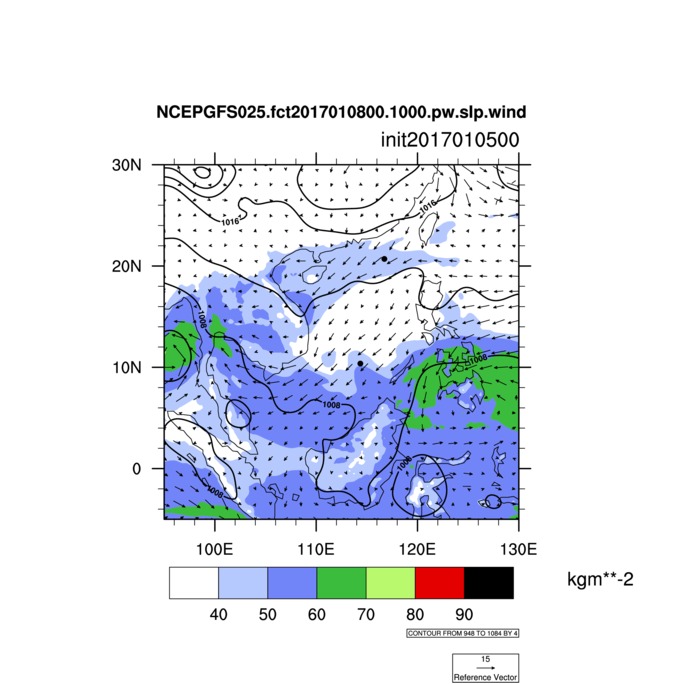 NCEPGFS025.fct2017010800.1000.pw.slp.wind
init2017010500
30N
1016
1016
20N
1008
10N
1008
1008
1008
0
1008
100E
110E
120E
130E
kgm**-2
40
50
60
70
80
90
CONTOUR FROM 948 TO 1084 BY 4
15
Reference Vector